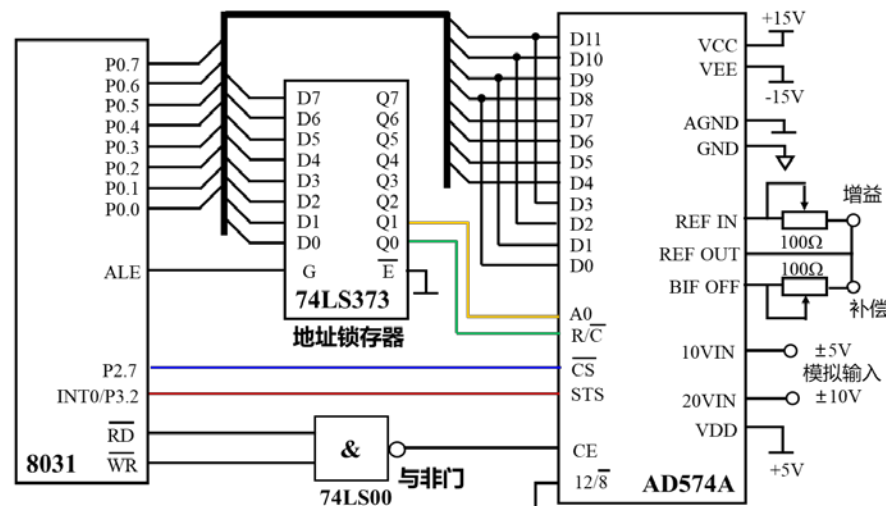 P0.7
P0.6
P0.5
P0.4
P0.3
P0.2
P0.1
P0.0
ALE
P2.7
INT0/P3.2
RD
WR
8031
D7 Q7
D6 Q6
D5 Q5
D4 Q4
D3 Q3
D2 Q2
D1 Q1
D0 Q0
G E
74LS373
地址锁存器
&
与非门
74LS00
D11
D10
D9
D8
D7
D6
D5
D4
D3
D2
D1
D0
A0
R/C
CS
STS
CE
12/8
VCC
VEE
AGND
GND
REF IN
REF OUT
BIF OFF
10VIN
20VIN
VDD
AD574A
+15V
-15V
增益
100Ω
100Ω
补偿
±5V
模拟输入
±10V
+5V